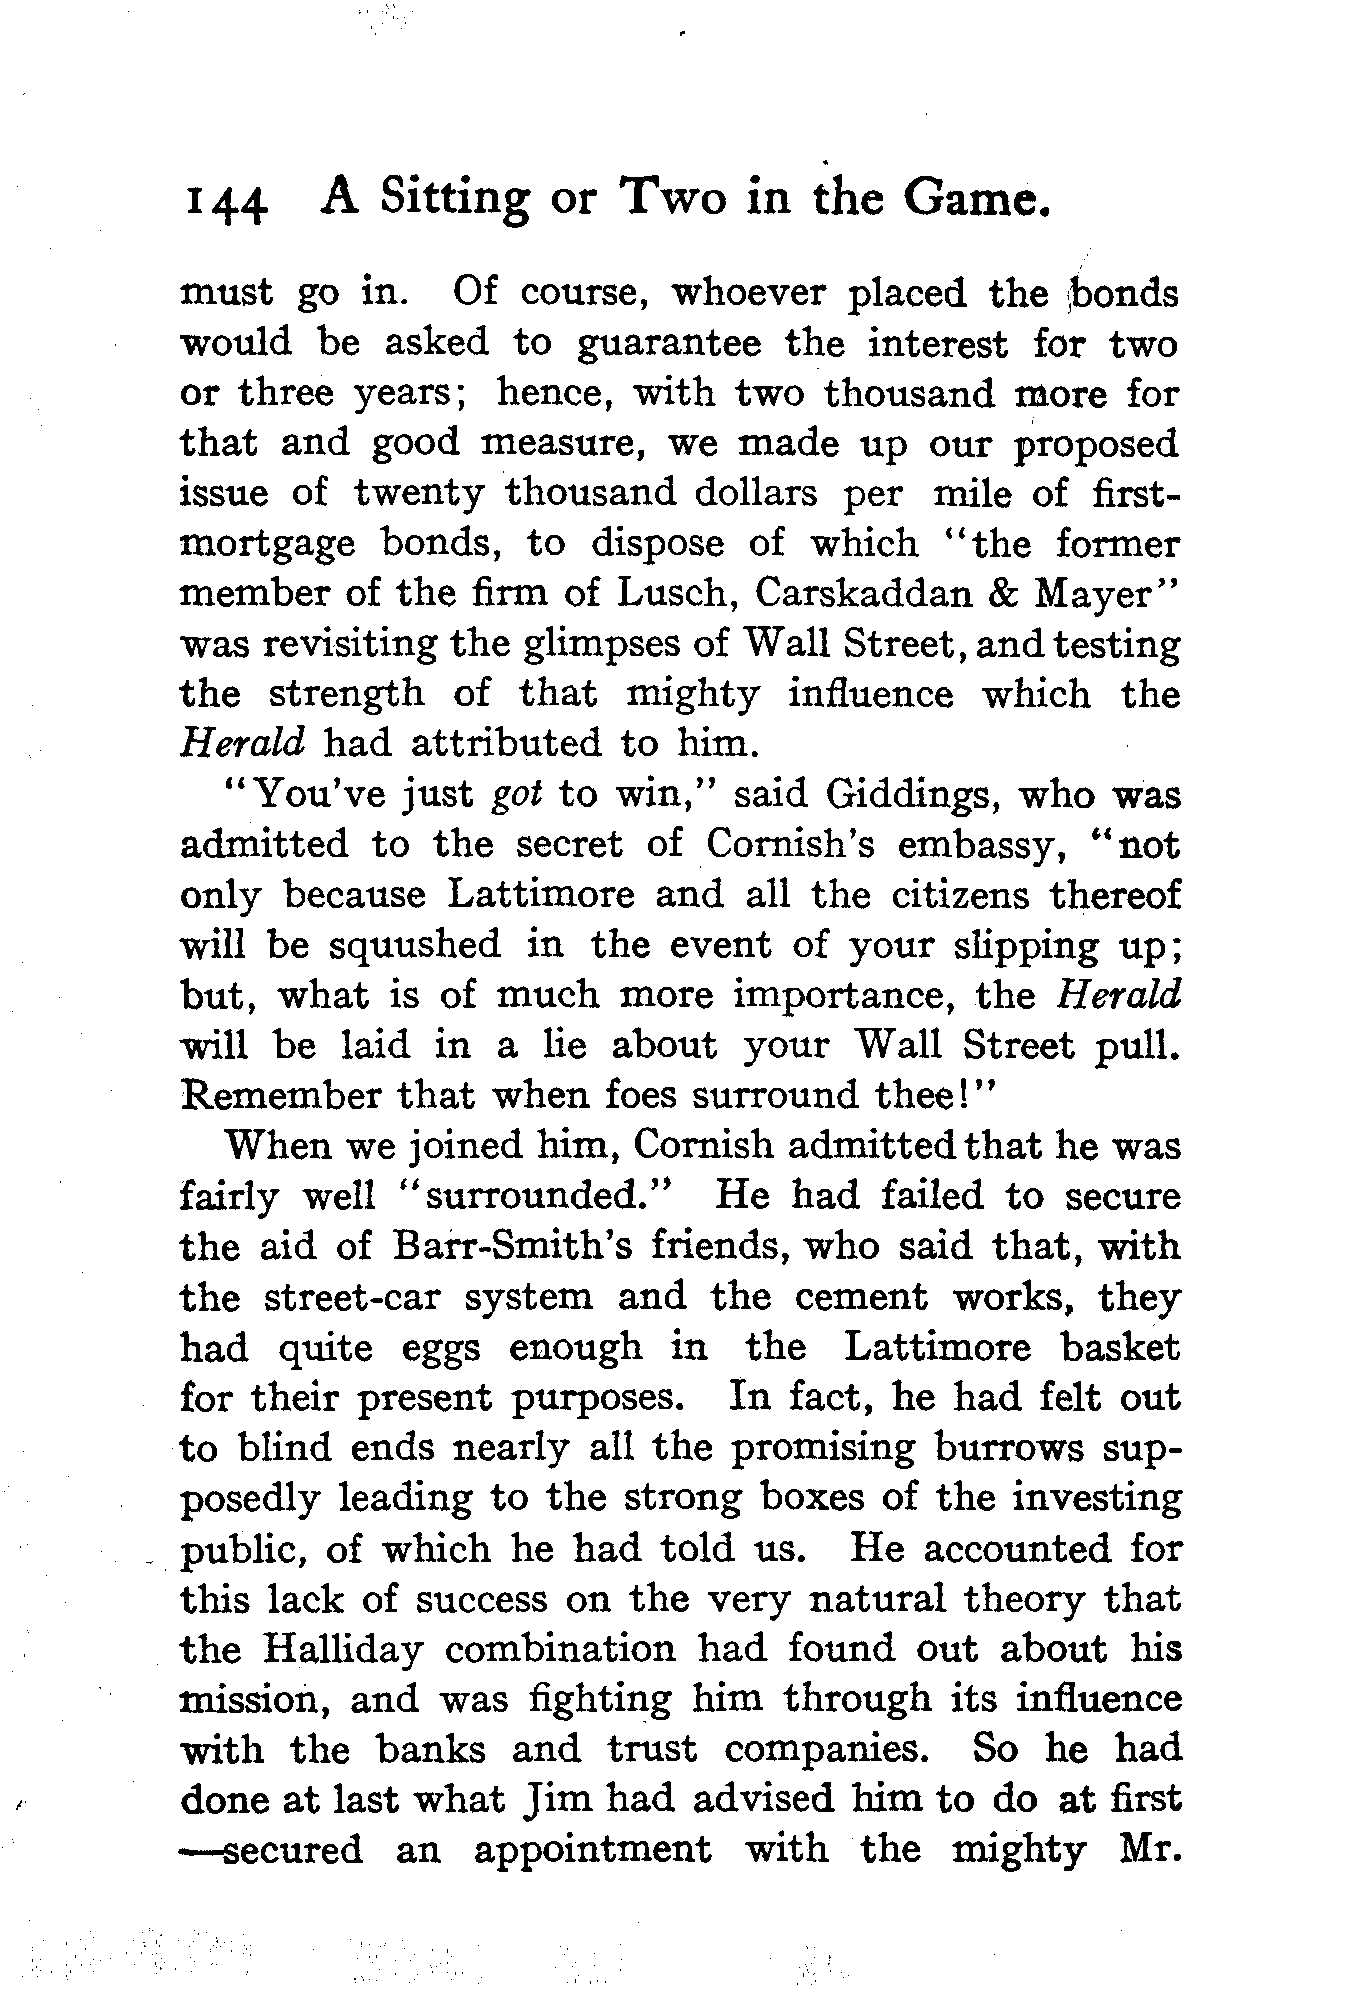 144 A Sitting or Two in the Game.
must go in. Of course, whoever placed the bonds
would be asked to guarantee the interest for two
or three years; hence, with two thousand more for
that and good measure, we made up our proposed
issue of twenty thousand dollars per mile of first-
mortgage bonds, to dispose of which "the former
member of the firm of Lusch, Carskaddan & Mayer"
was revisiting the glimpses of Wall Street, and testing
the strength of that mighty influence which the
Herald had attributed to him.
"You've just got to win," said Giddings, who was
admitted to the secret of Cornish's embassy, "not
only because Lattimore and all the citizens thereof
will be squushed in the event of your slipping up;
but, what is of much more importance, the Herald
will be laid in a lie about your Wall Street pull.
Remember that when foes surround thee!"
When we joined him, Cornish admitted that he was
fairly well "surrounded." He had failed to secure
the aid of Barr-Smith's friends, who said that, with
the street-car system and the cement works, they
had quite eggs enough in the Lattimore basket
for their present purposes. In fact, he had felt out
to blind ends nearly all the promising burrows sup-
posedly leading to the strong boxes of the investing
public, of which he had told us. He accounted for
this lack of success on the very natural theory that
the Halliday combination had found out about his
mission, and was fighting him through its influence
with the banks and trust companies. So he had
done at last what Jim had advised him to do at first
—secured an appointment with the mighty Mr.